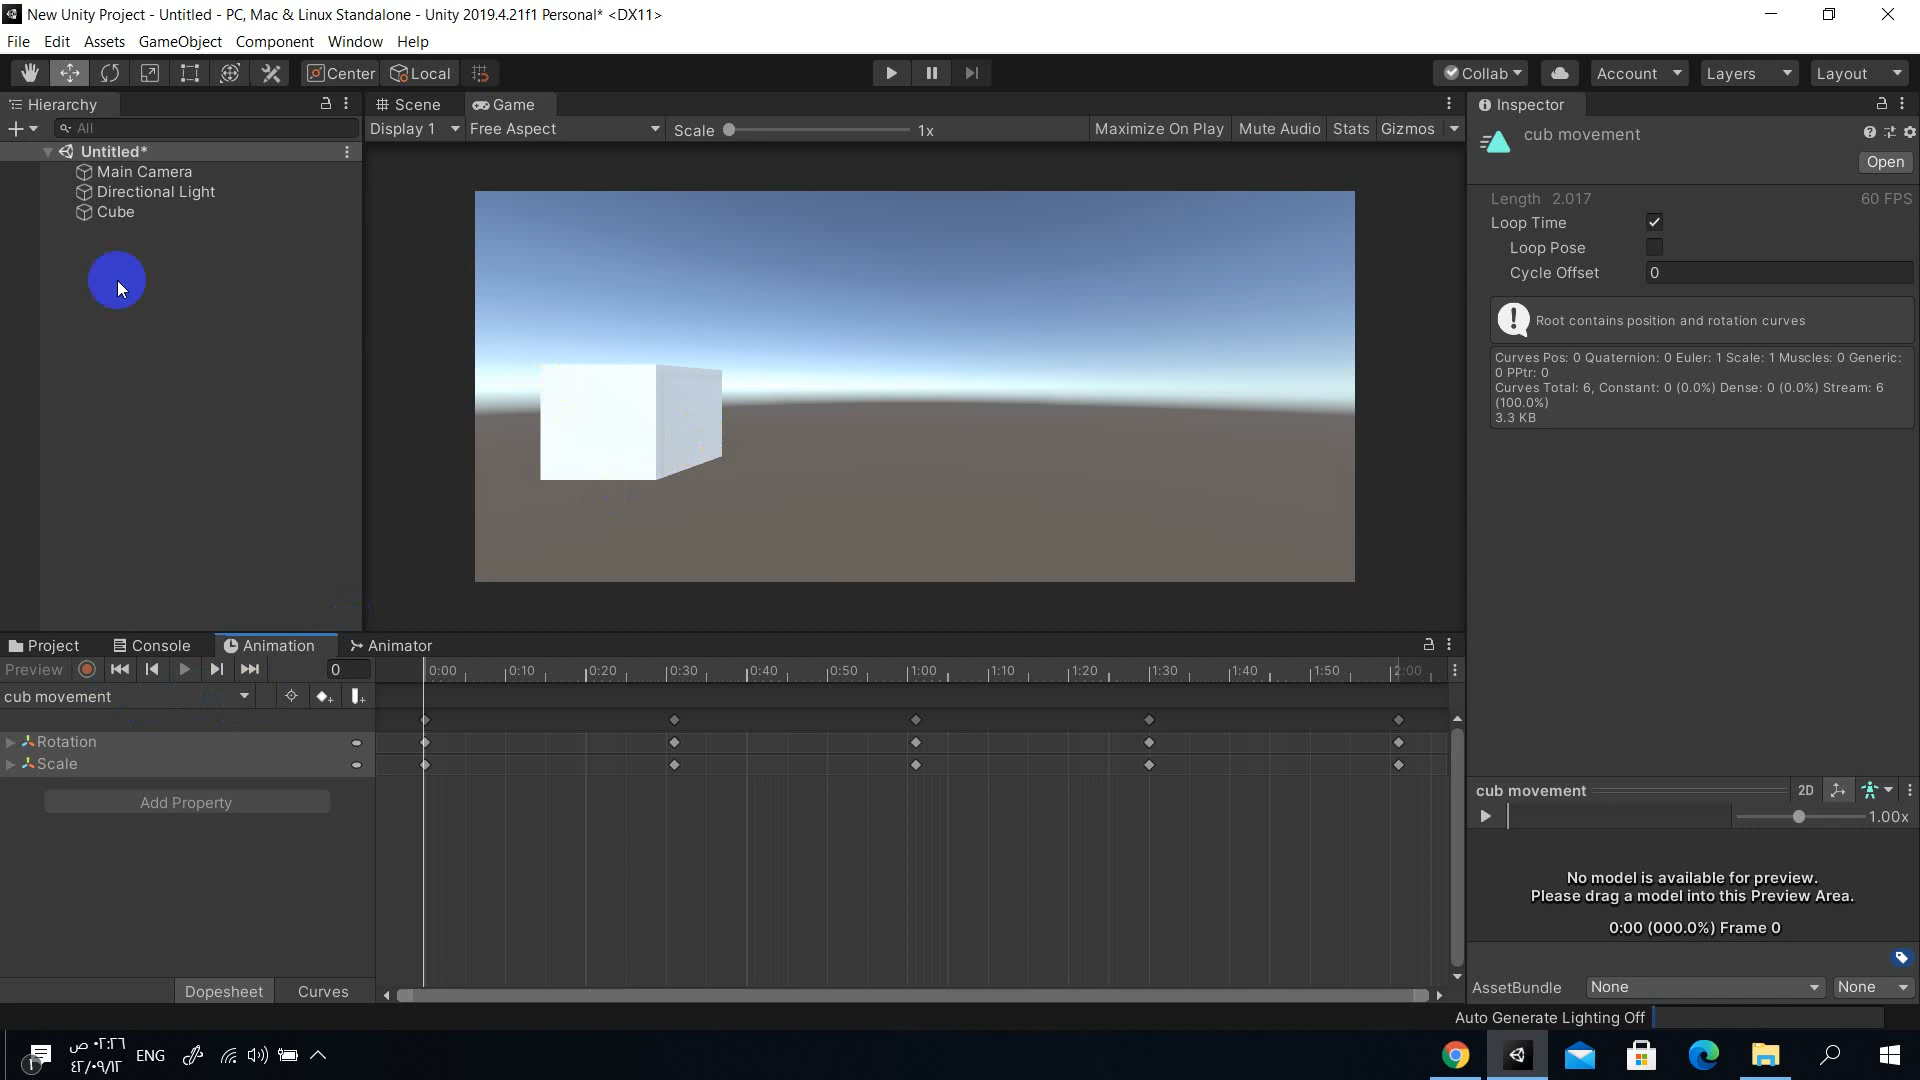 New Unity Project - Untitled - PC, Mac & Linux Standalone - Unity 2019.4.21f1 Personal* <DX11>
File Edit Assets GameObject Component Window Help
Center Local Collab Account Layers Layout
Hierarchy Scene Game Inspector
All Display 1 Free Aspect Scale 1x Maximize On Play Mute Audio Stats Gizmos
cub movement
Open
Untitled*
Main Camera
Directional Light
Cube
Length 2.017 60 FPS
Loop Time
Loop Pose
Cycle Offset 0
Root contains position and rotation curves
Curves Pos: 0 Quaternion: 0 Euler: 1 Scale: 1 Muscles: 0 Generic:
0 PPtr: 0
Curves Total: 6, Constant: 0 (0.0%) Dense: 0 (0.0%) Stream: 6
(100.0%)
3.3 KB
Project Console Animation Animator
Preview 0 0:00 0:10 0:20 0:30 0:40 0:50 1:00 1:10 1:20 1:30 1:40 1:50 2:00
cub movement
Rotation
Scale
Add Property
Dopesheet Curves
cub movement 2D
1.00x
No model is available for preview.
Please drag a model into this Preview Area.
0:00 (000.0%) Frame 0
AssetBundle None None
Auto Generate Lighting Off
ENG